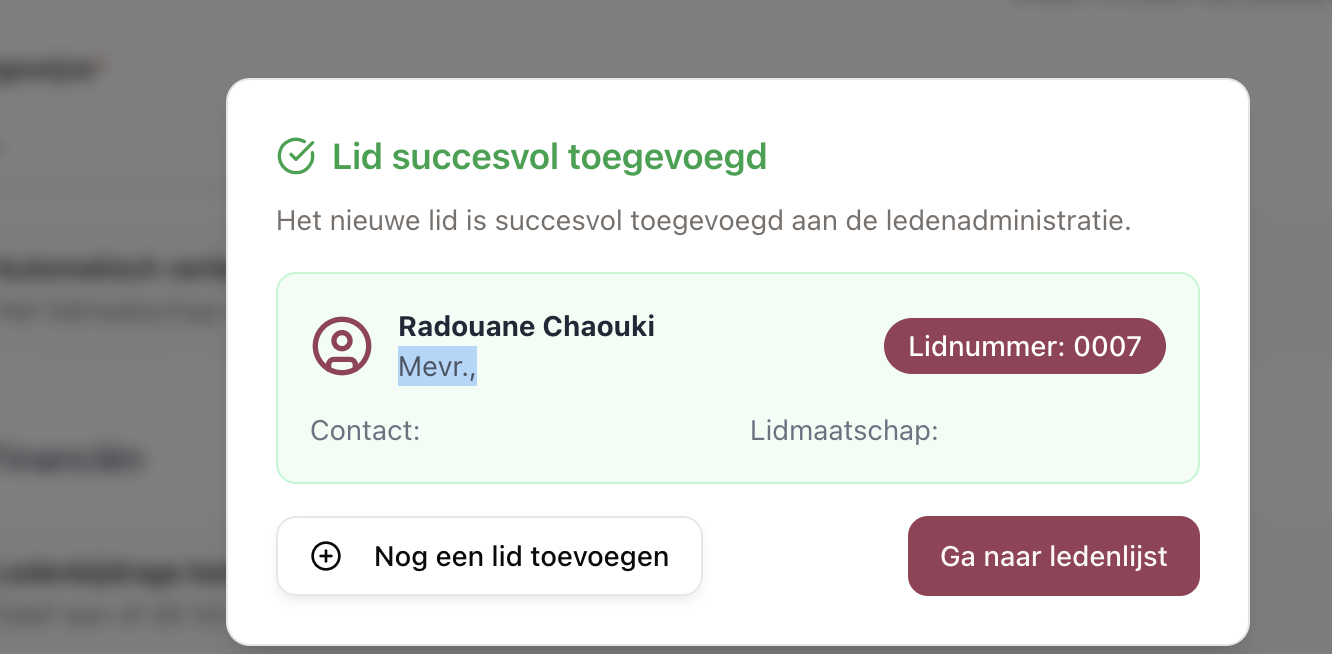 Lid succesvol toegevoegd
Het nieuwe lid is succesvol toegevoegd aan de ledenadministratie.
Radouane Chaouki
Mevr.,
Lidnummer: 0007
Contact:
Lidmaatschap:
Nog een lid toevoegen
Ga naar ledenlijst
Financiën